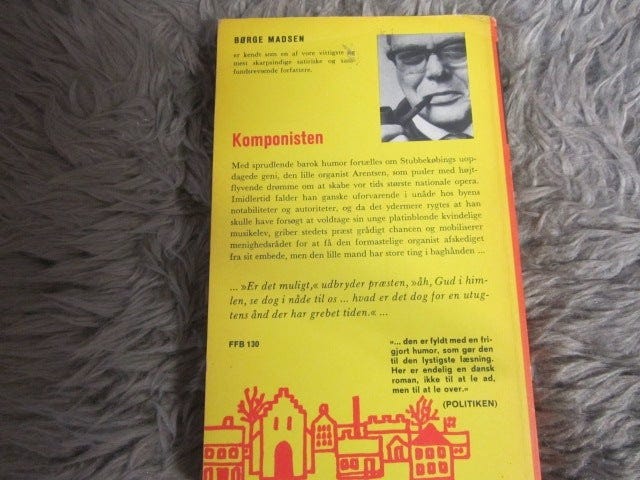 BØRGE MADSEN
er kendt som en af vore vittigste og
mest skarpsindige satiriske og sam-
fundsrevsende forfattere.
Komponisten
Med sprudlende barok humor fortælles om Stubbekøbings uop-
dagede geni, den lille organist Arentsen, som pusler med højt-
flyvende drømme om at skabe vor tids største nationale opera.
Imidlertid falder han ganske uforvarende i unåde hos byens
notabiliteter og autoriteter, og da det ydermere rygtes at han
skulle have forsøgt at voldtage sin unge platinblonde kvindelige
musikelev, griber stedets præst grådigt chancen og mobiliserer
menighedsrådet for at få den formastelige organist afskediget
fra sit embede, men den lille mand har store ting i baghånden ...
... »Er det muligt,« udbryder præsten, »åh, Gud i him-
len, se dog i nåde til os ... hvad er det dog for en utug-
tens ånd der har grebet tiden.« ...
FFB 130
»... den er fyldt med en fri-
gjort humor, som gør den
til den lystigste læsning.
Her er endelig en dansk
roman, ikke til at le ad,
men til at le over.«
(POLITIKEN)